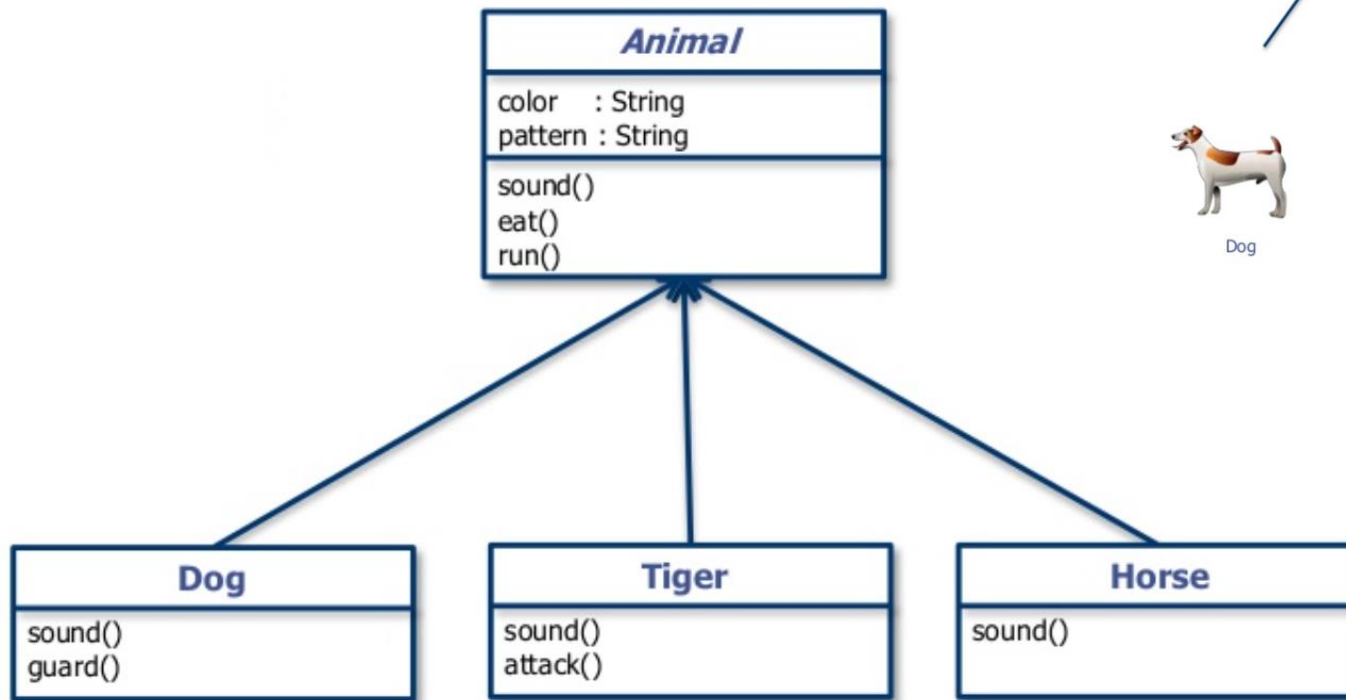 Animal
color : String
pattern : String
sound()
eat()
run()
Dog
Dog
sound()
guard()
Tiger
sound()
attack()
Horse
sound()